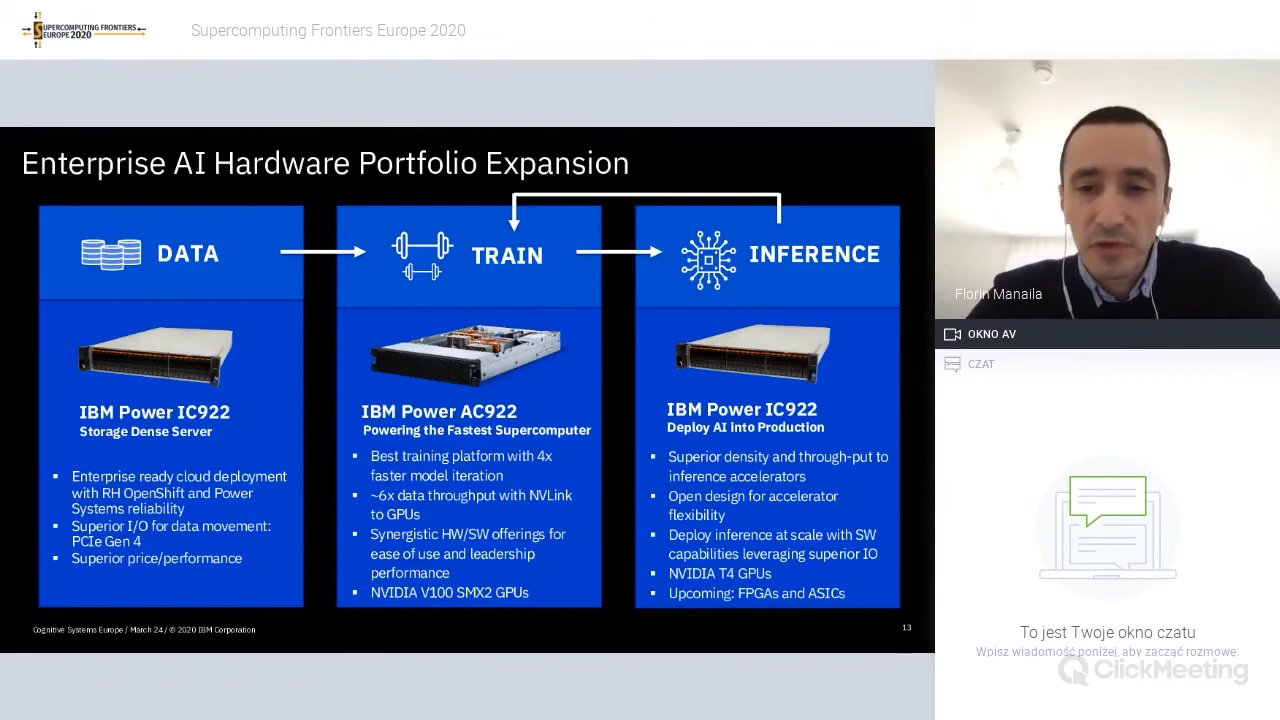 SUPERCOMPUTING FRONTIERS
EUROPE 2020
Supercomputing Frontiers Europe 2020
Enterprise AI Hardware Portfolio Expansion
DATA
IBM Power IC922
Storage Dense Server
▪ Enterprise ready cloud deployment
with RH OpenShift and Power
Systems reliability
▪ Superior I/O for data movement:
PCIe Gen 4
▪ Superior price/performance
TRAIN
IBM Power AC922
Powering the Fastest Supercomputer
▪ Best training platform with 4x
faster model iteration
▪ ~6x data throughput with NVLink
to GPUs
▪ Synergistic HW/SW offerings for
ease of use and leadership
performance
▪ NVIDIA V100 SMX2 GPUs
INFERENCE
IBM Power IC922
Deploy AI into Production
▪ Superior density and through-put to
inference accelerators
▪ Open design for accelerator
flexibility
▪ Deploy inference at scale with SW
capabilities leveraging superior IO
▪ NVIDIA T4 GPUs
▪ Upcoming: FPGAs and ASICs
Cognitive Systems Europe / March 24 / © 2020 IBM Corporation
13
Florin Manaila
OKNO AV
CZAT
To jest Twoje okno czatu
Wpisz wiadomość poniżej, aby zacząć rozmowę.
ClickMeeting